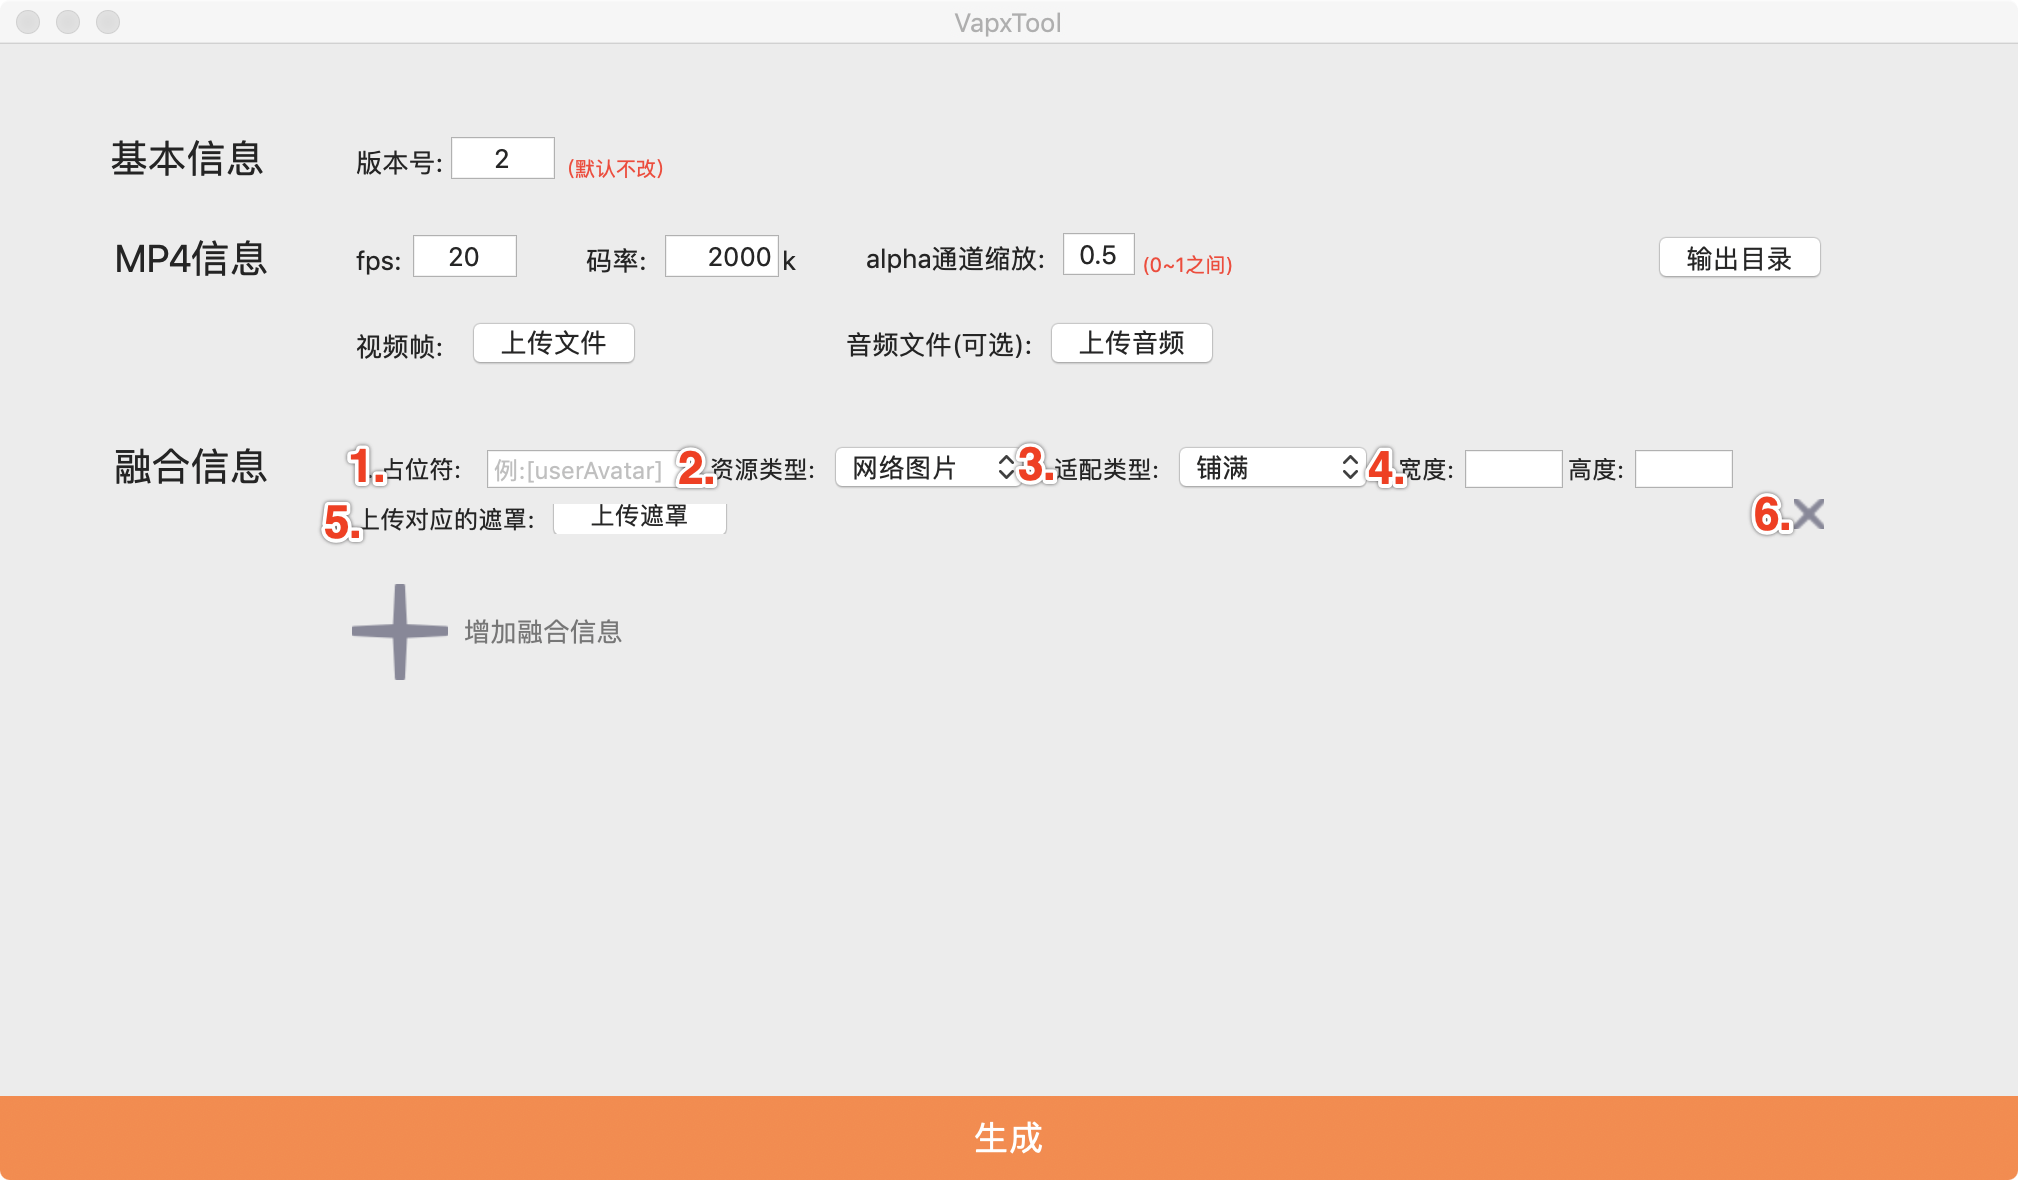 VapxTool
基本信息 版本号: 2 (默认不改)
MP4信息 fps: 20 码率: 2000 k alpha通道缩放: 0.5 (0~1之间) 输出目录
视频帧: 上传文件 音频文件(可选): 上传音频
融合信息 1. 占位符: 例:[userAvatar] 2. 资源类型: 网络图片 3. 适配类型: 铺满 4. 宽度: 高度:
5. 上传对应的遮罩: 上传遮罩 6.
增加融合信息
生成